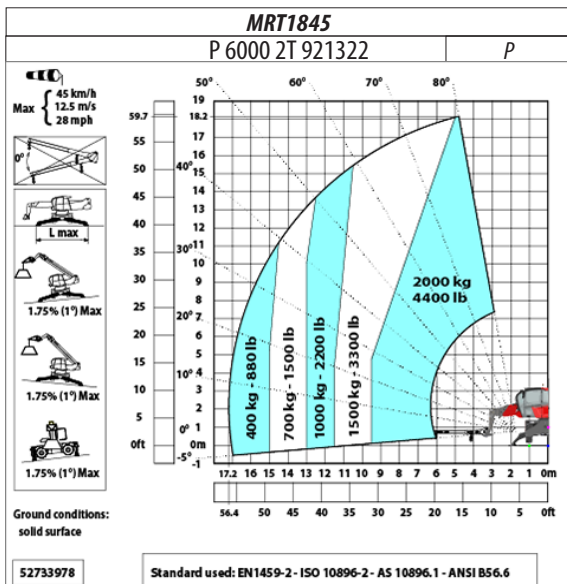 MRT1845
P 6000 2T 921322 P
45 km/h
Max { 12.5 m/s
28 mph
0°
L max
1.75% (1°) Max
1.75% (1°) Max
1.75% (1°) Max
Ground conditions:
solid surface
50° 60° 70° 80°
40°
30°
20°
10°
0°
-5°
59.7
55
50
45
40
35
30
25
20
15
10
5
0ft
19
18.2
17
16
15
14
13
12
11
10
9
8
7
6
5
4
3
2
1
0m
-1
400 kg - 880 lb
700 kg - 1500 lb
1000 kg - 2200 lb
1500 kg - 3300 lb
2000 kg
4400 lb
17.2 16 15 14 13 12 11 10 9 8 7 6 5 4 3 2 1 0m
56.4 50 45 40 35 30 25 20 15 10 5 0ft
52733978
Standard used: EN1459-2 - ISO 10896-2 - AS 10896.1 - ANSI B56.6